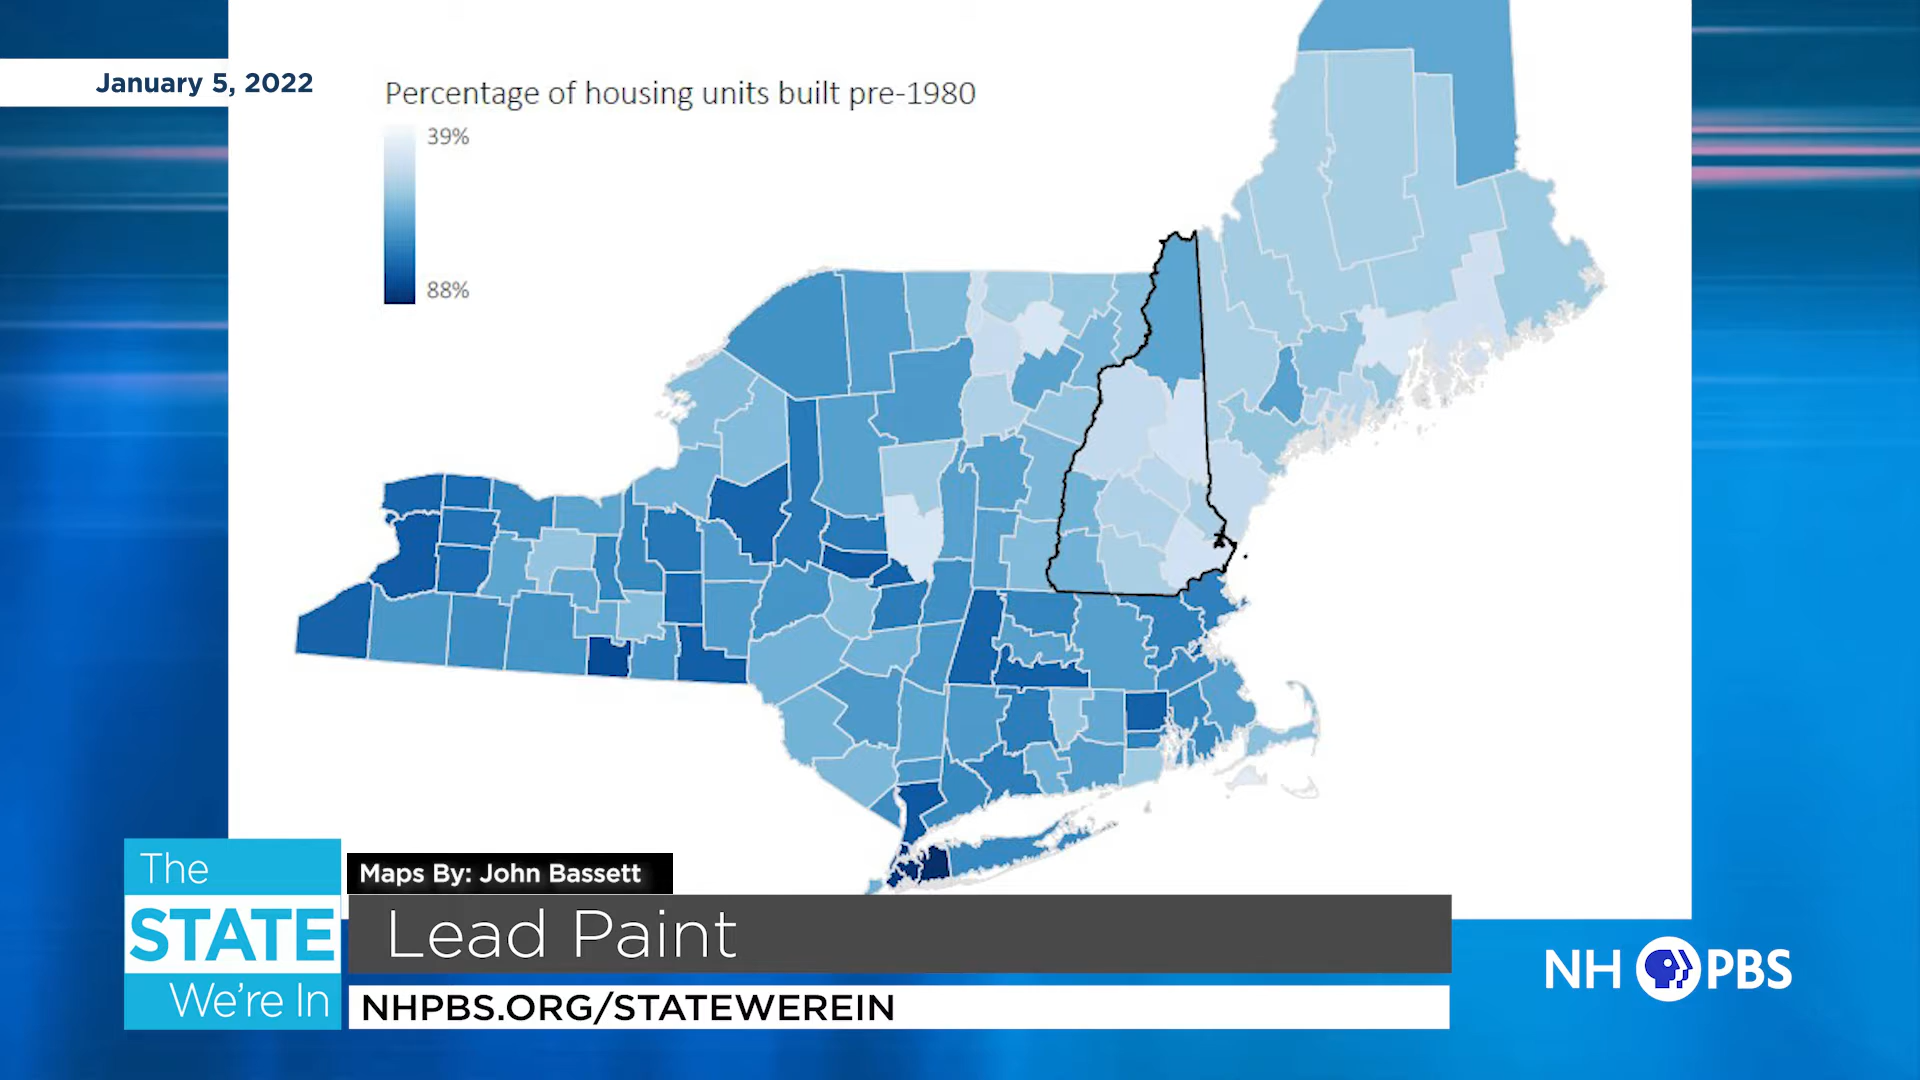 January 5, 2022
Percentage of housing units built pre-1980
39%
88%
The
STATE
We're In
Maps By: John Bassett
Lead Paint
NHPBS.ORG/STATEWEREIN
NH PBS